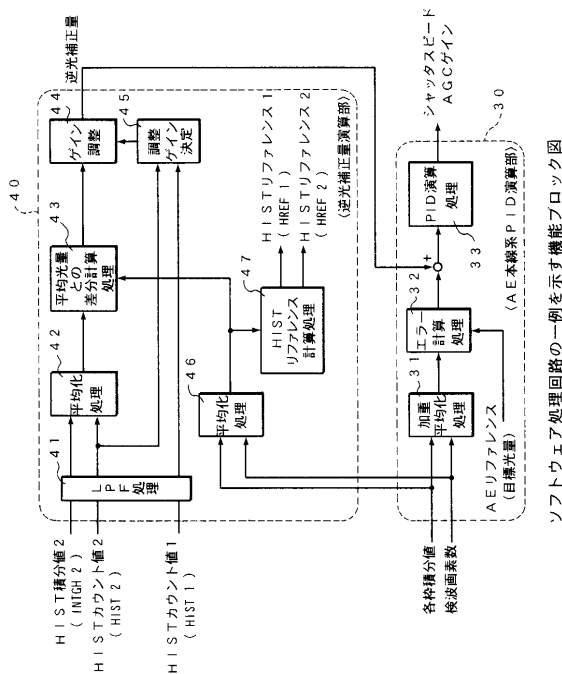 40
HIST積分値2
( INTGH 2 )
HISTカウント値2
( HIST 2 )
HISTカウント値1
( HIST 1 )
41
LPF処理
42
平均化
処理
43
平均光量
との
差分計算
処理
44
ゲイン
調整
逆光補正量
45
調整
ゲイン
決定
46
平均化
処理
47
HIST
リファレンス
計算処理
HISTリファレンス1
( HREF 1 )
HISTリファレンス2
( HREF 2 )
〈逆光補正量演算部〉
各枠積分値
検波画素数
31
加重
平均化
処理
32
エラー
計算
処理
+
33
PID演算
処理
シャッタスピード
AGCゲイン
30
AEリファレンス
(目標光量)
〈AE本線系PID演算部〉
ソフトウェア処理回路の一例を示す機能ブロック図